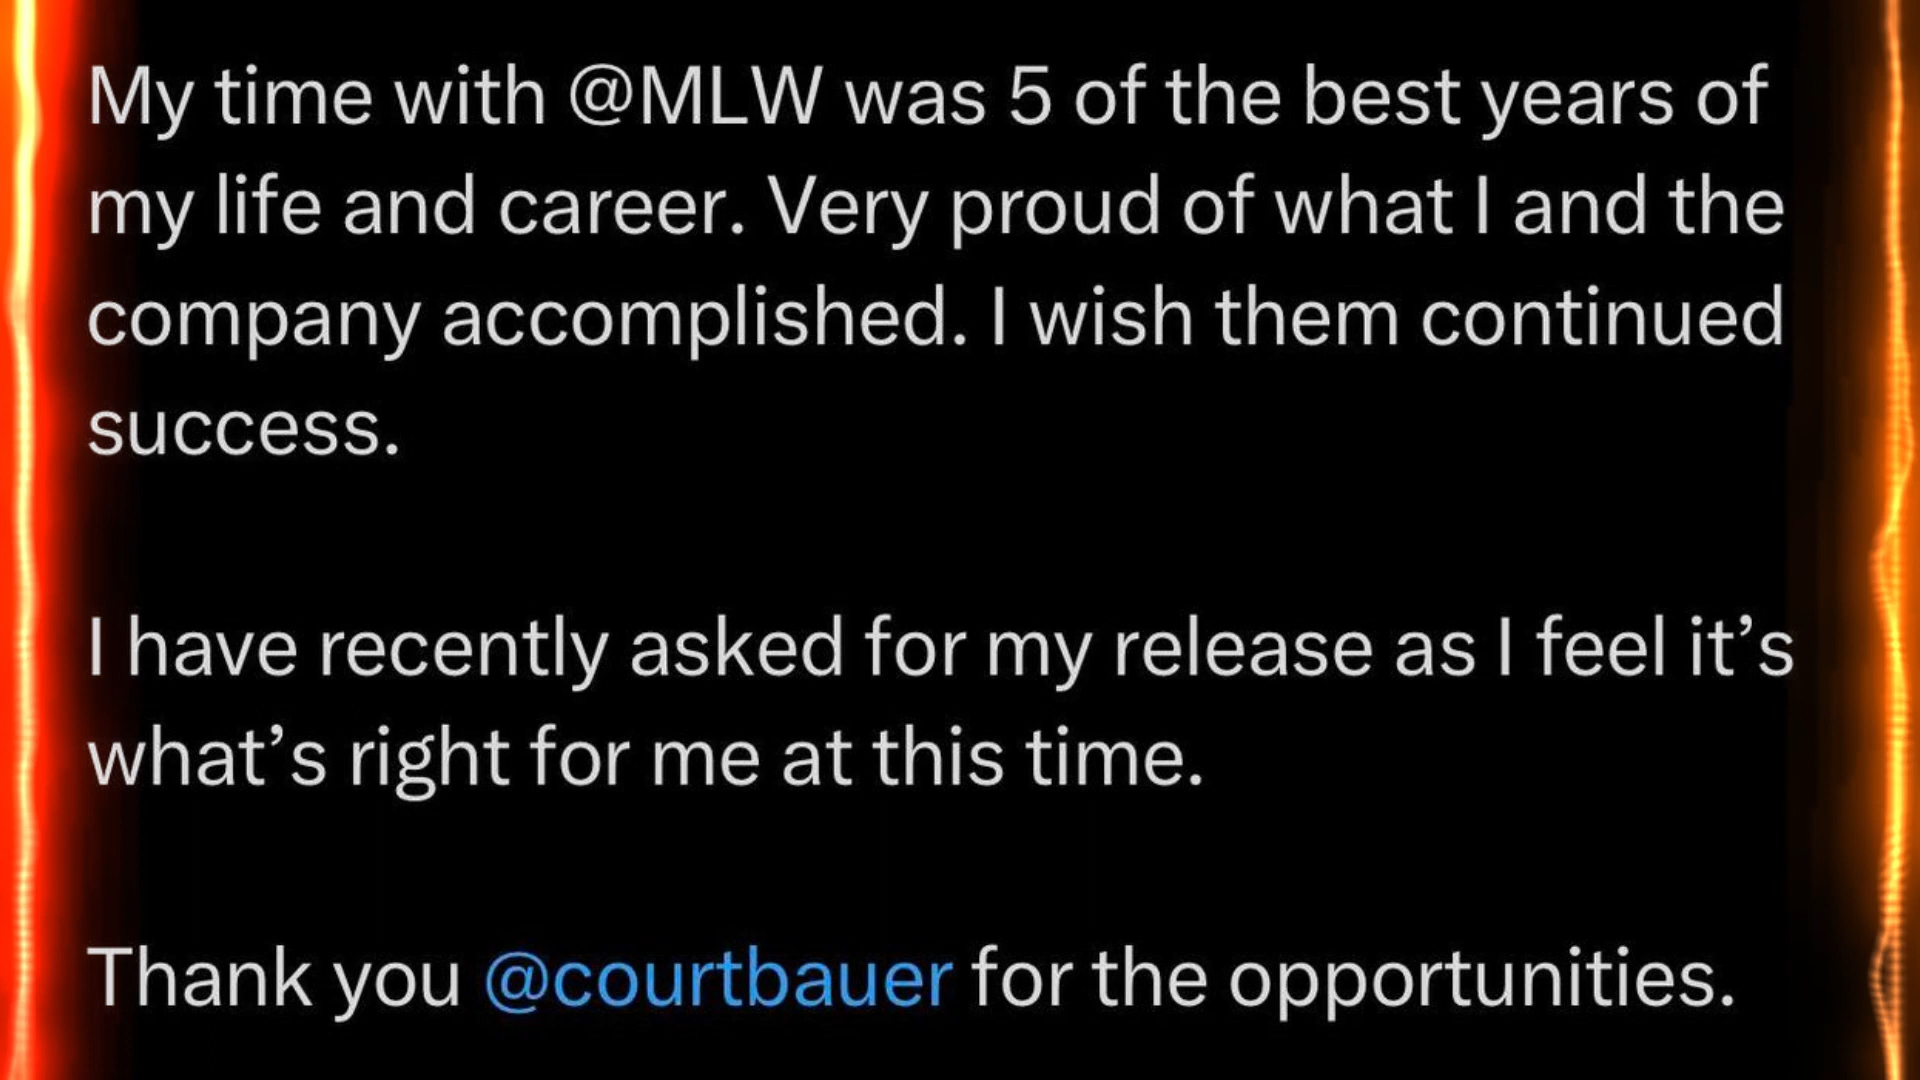 My time with @MLW was 5 of the best years of
my life and career. Very proud of what I and the
company accomplished. I wish them continued
success.
I have recently asked for my release as I feel it’s
what’s right for me at this time.
Thank you @courtbauer for the opportunities.